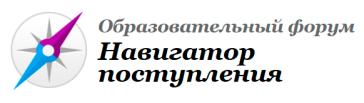 Образовательный форум
Навигатор
поступления